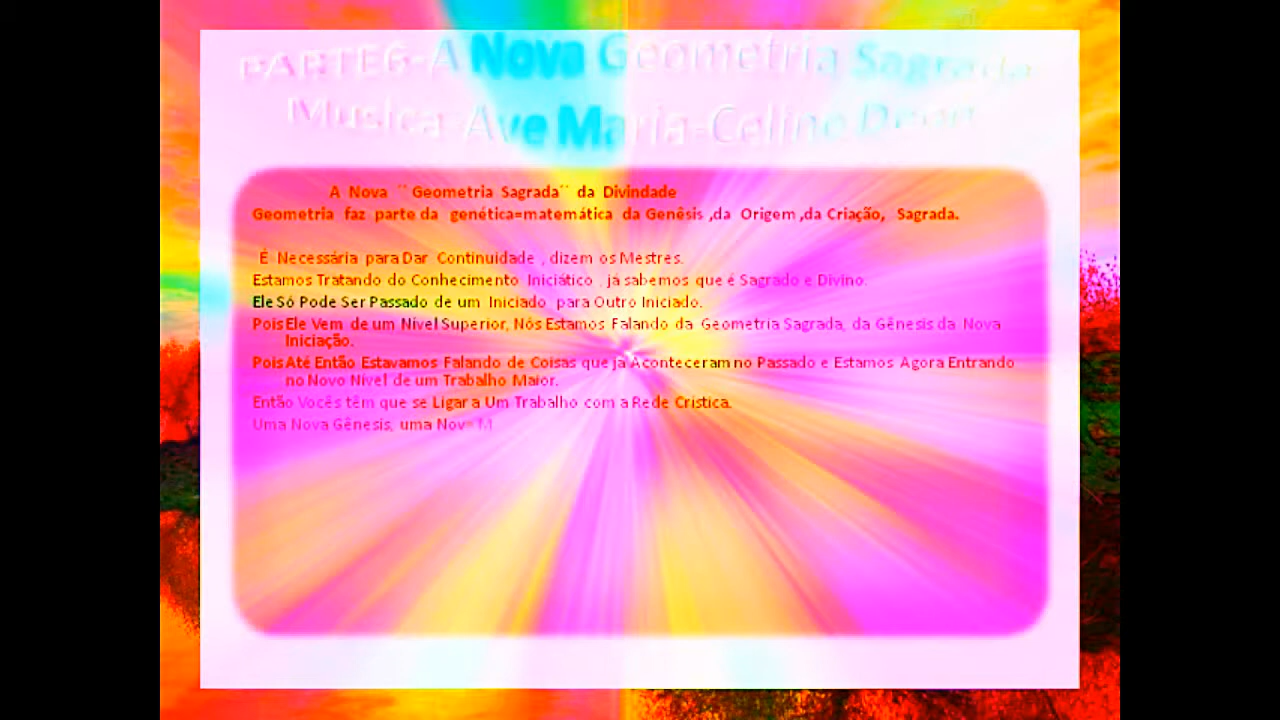 PARTE6-A Nova Geometria Sagrada
Musica-Ave Maria-Celine Deon
A Nova ´´ Geometria Sagrada´´ da Divindade
Geometria faz parte da genética=matemática da Genêsis ,da Origem ,da Criação, Sagrada.
É Necessária para Dar Continuidade , dizem os Mestres.
Estamos Tratando do Conhecimento Iniciático , já sabemos que é Sagrado e Divino.
Ele Só Pode Ser Passado de um Iniciado para Outro Iniciado.
Pois Ele Vem de um Nível Superior, Nós Estamos Falando da Geometria Sagrada, da Gênesis da Nova
Iniciação.
Pois Até Então Estavamos Falando de Coisas que já Aconteceram no Passado e Estamos Agora Entrando
no Novo Nivel de um Trabalho Maior.
Então Vocês têm que se Ligar a Um Trabalho com a Rede Cristica.
Uma Nova Gênesis, uma Nov